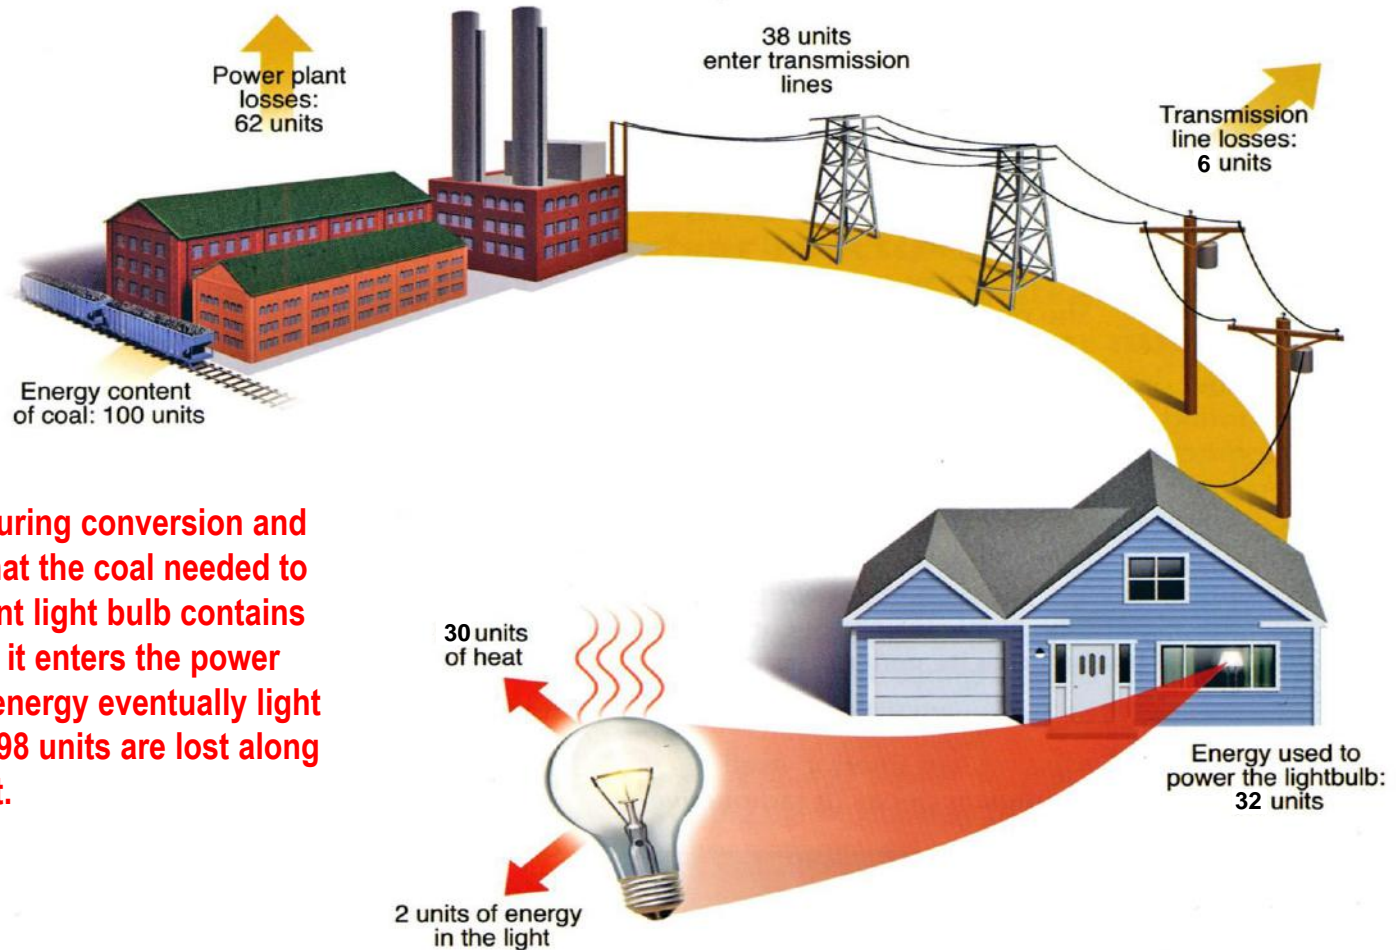 Power plant
losses:
62 units
38 units
enter transmission
lines
Transmission
line losses:
6 units
Energy content
of coal: 100 units
uring conversion and
hat the coal needed to
nt light bulb contains
it enters the power
energy eventually light
98 units are lost along
t.
30 units
of heat
2 units of energy
in the light
Energy used to
power the lightbulb:
32 units